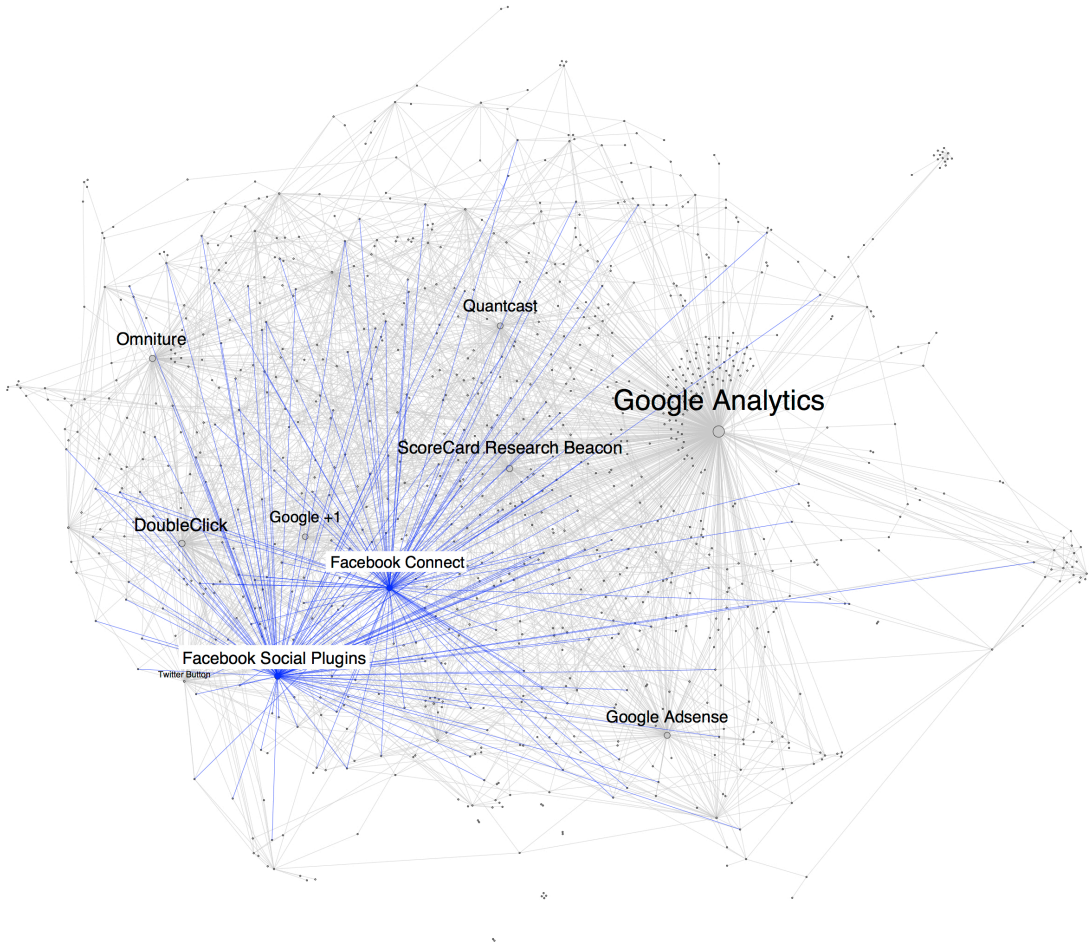 Quantcast
Omniture
Google Analytics
ScoreCard Research Beacon
Google +1
DoubleClick
Facebook Connect
Facebook Social Plugins
Twitter Button
Google Adsense